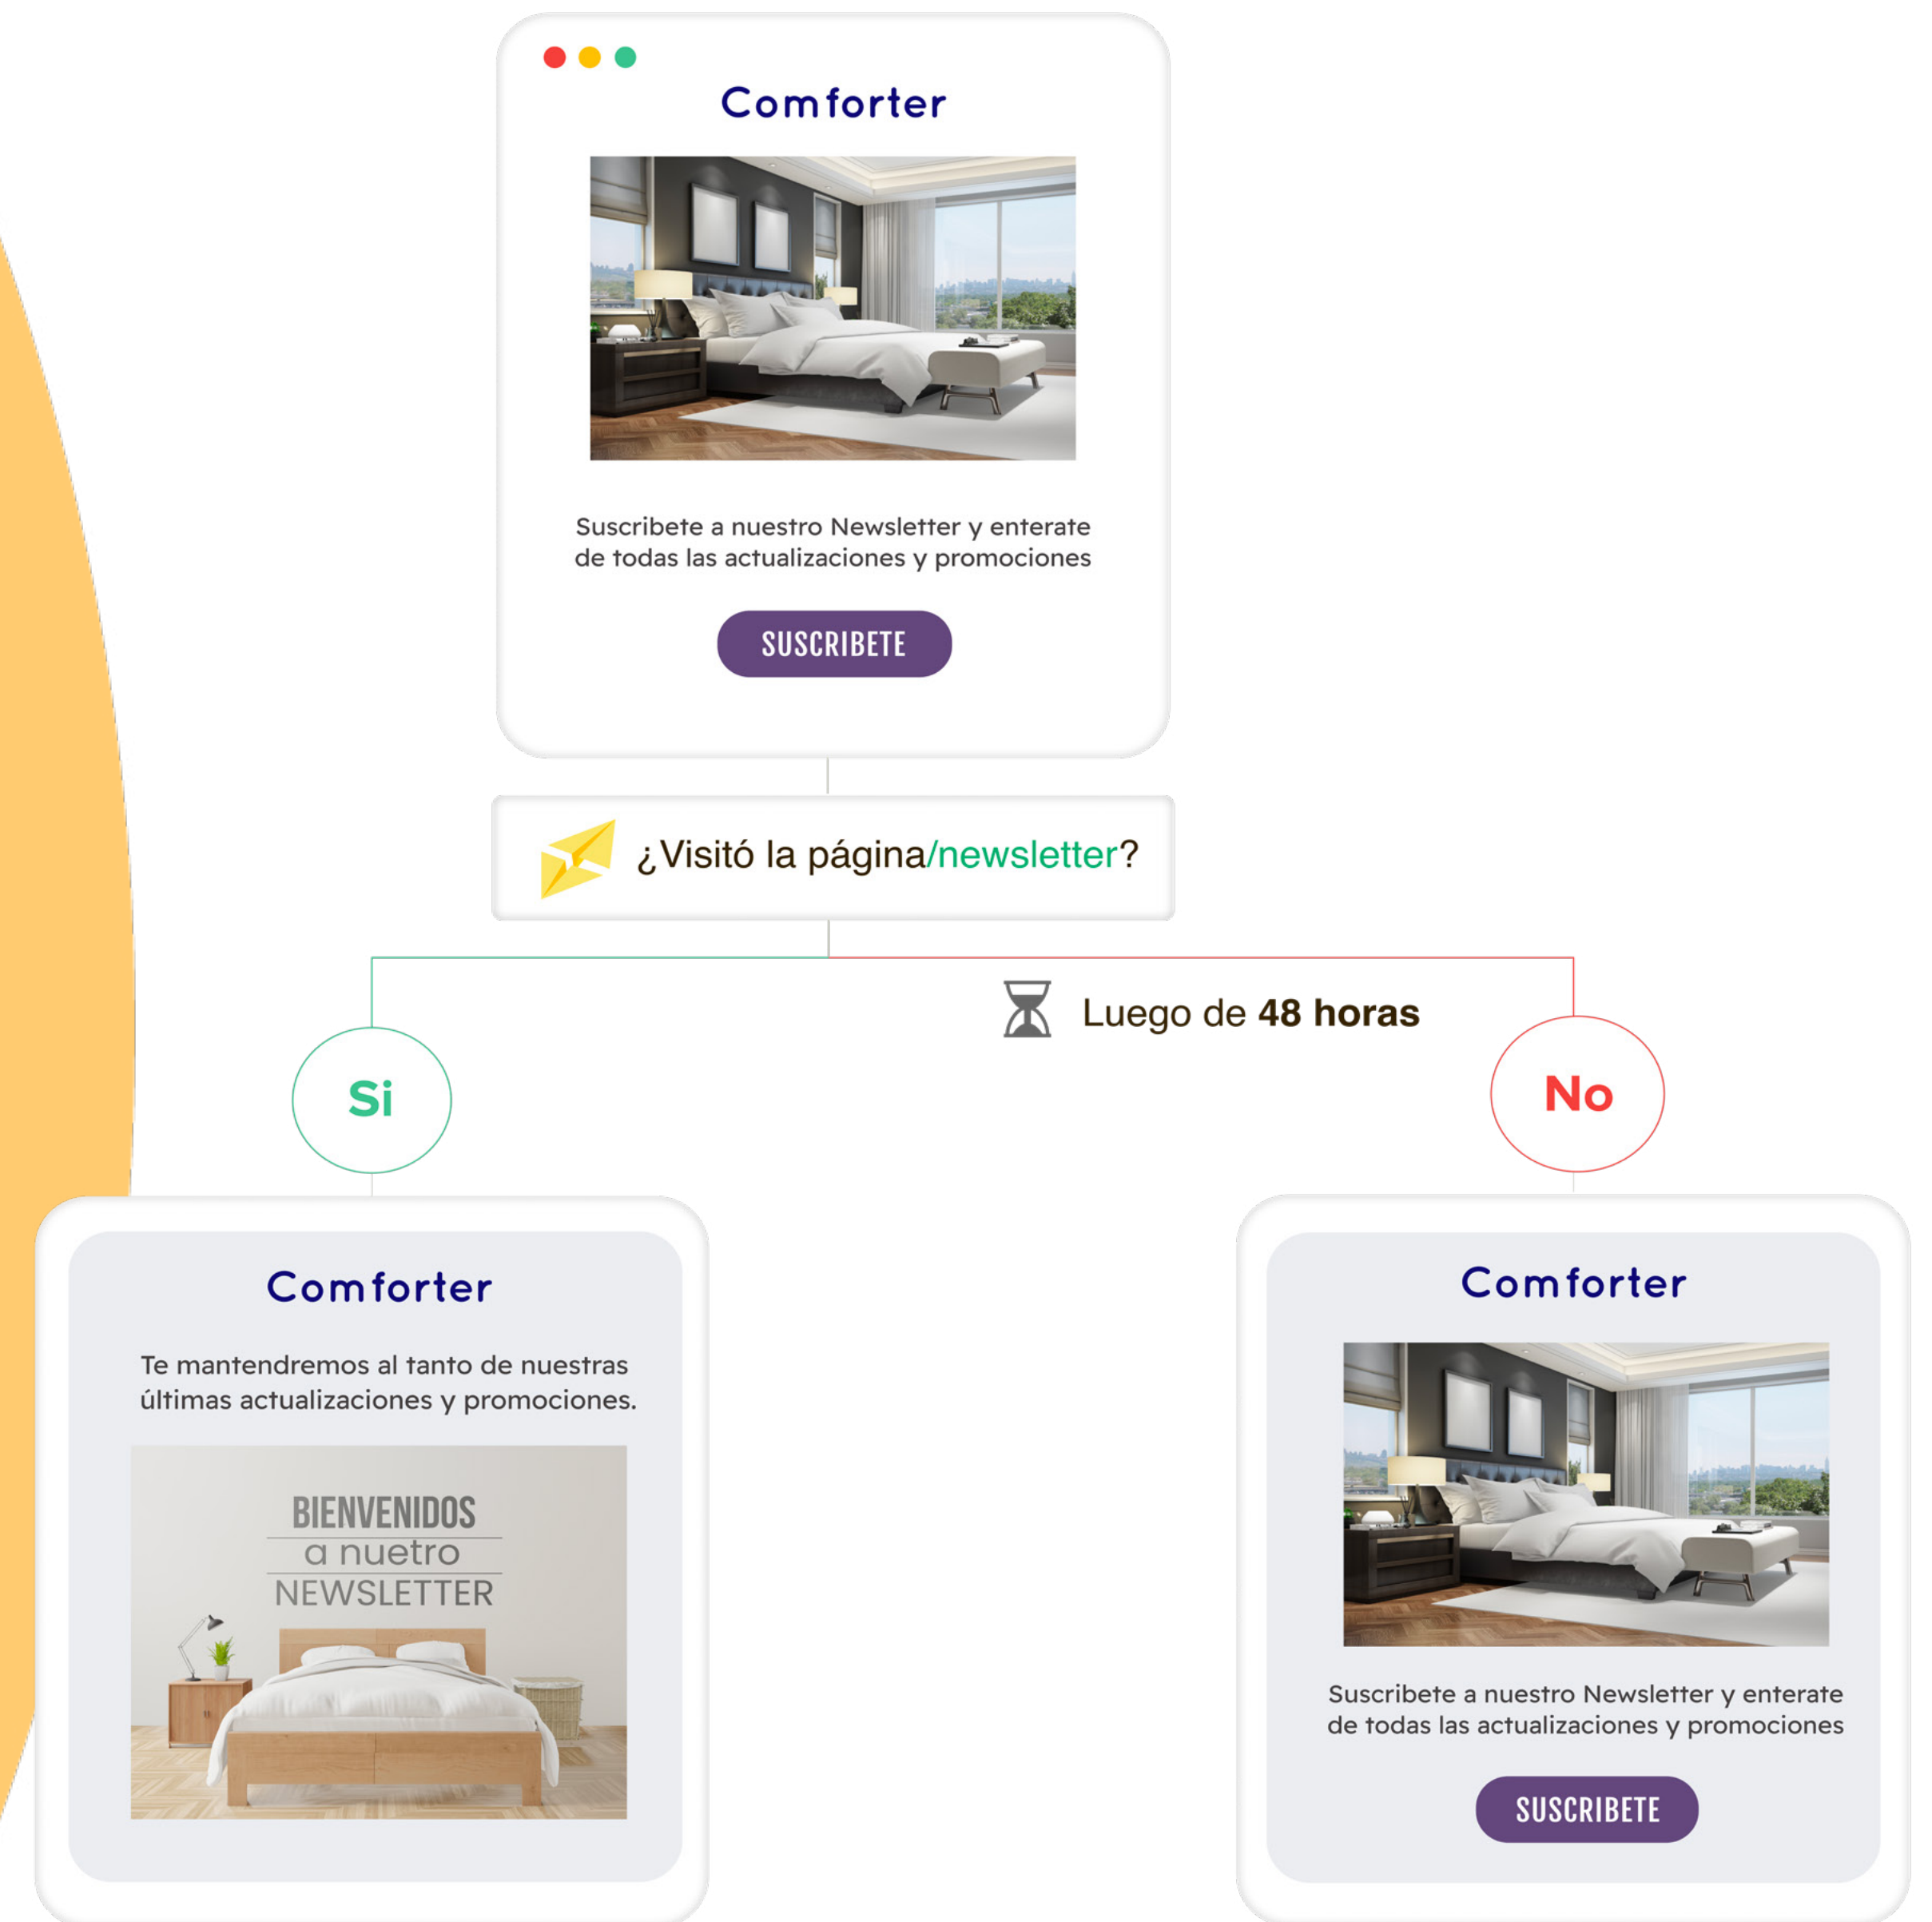 Comforter
Suscribete a nuestro Newsletter y enterate
de todas las actualizaciones y promociones
SUSCRIBETE
¿Visitó la página/newsletter?
Luego de 48 horas
Si
No
Comforter
Te mantendremos al tanto de nuestras
últimas actualizaciones y promociones.
BIENVENIDOS
a nuetro
NEWSLETTER
Comforter
Suscribete a nuestro Newsletter y enterate
de todas las actualizaciones y promociones
SUSCRIBETE